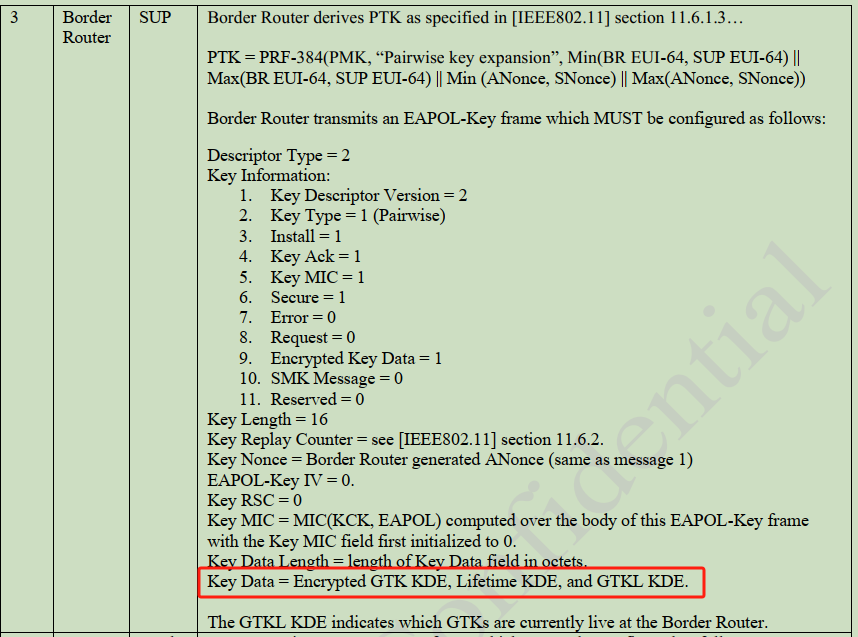 3 Border SUP Border Router derives PTK as specified in [IEEE802.11] section 11.6.1.3…
Router
PTK = PRF-384(PMK, “Pairwise key expansion”, Min(BR EUI-64, SUP EUI-64) ||
Max(BR EUI-64, SUP EUI-64) || Min (ANonce, SNonce) || Max(ANonce, SNonce))
Border Router transmits an EAPOL-Key frame which MUST be configured as follows:
Descriptor Type = 2
Key Information:
1. Key Descriptor Version = 2
2. Key Type = 1 (Pairwise)
3. Install = 1
4. Key Ack = 1
5. Key MIC = 1
6. Secure = 1
7. Error = 0
8. Request = 0
9. Encrypted Key Data = 1
10. SMK Message = 0
11. Reserved = 0
Key Length = 16
Key Replay Counter = see [IEEE802.11] section 11.6.2.
Key Nonce = Border Router generated ANonce (same as message 1)
EAPOL-Key IV = 0.
Key RSC = 0
Key MIC = MIC(KCK, EAPOL) computed over the body of this EAPOL-Key frame
with the Key MIC field first initialized to 0.
Key Data Length = length of Key Data field in octets.
Key Data = Encrypted GTK KDE, Lifetime KDE, and GTKL KDE.
The GTKL KDE indicates which GTKs are currently live at the Border Router.